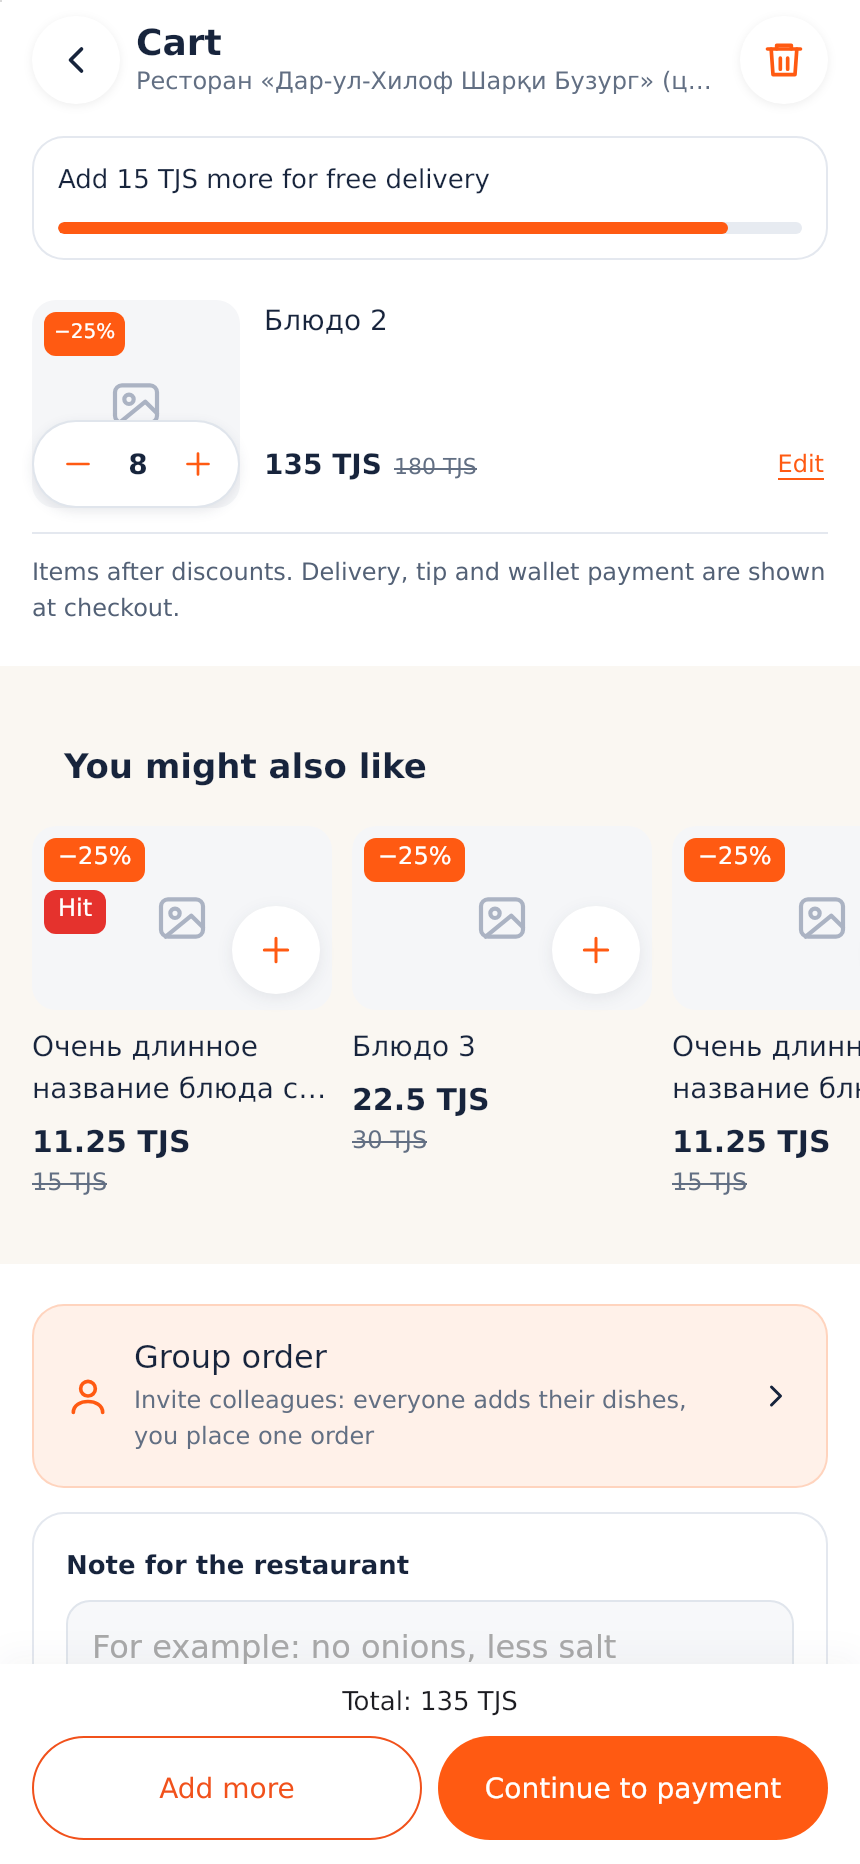 Cart
Ресторан «Дар-ул-Хилоф Шарқи Бузург» (ц...
Add 15 TJS more for free delivery
−25%
Блюдо 2
8
135 TJS 180 TJS
Edit
Items after discounts. Delivery, tip and wallet payment are shown
at checkout.
You might also like
−25%
Hit
−25%
−25%
Очень длинное
название блюда с...
11.25 TJS
15 TJS
Блюдо 3
22.5 TJS
30 TJS
Очень длинн
название бл
11.25 TJS
15 TJS
Group order
Invite colleagues: everyone adds their dishes,
you place one order
Note for the restaurant
For example: no onions, less salt
Total: 135 TJS
Add more
Continue to payment